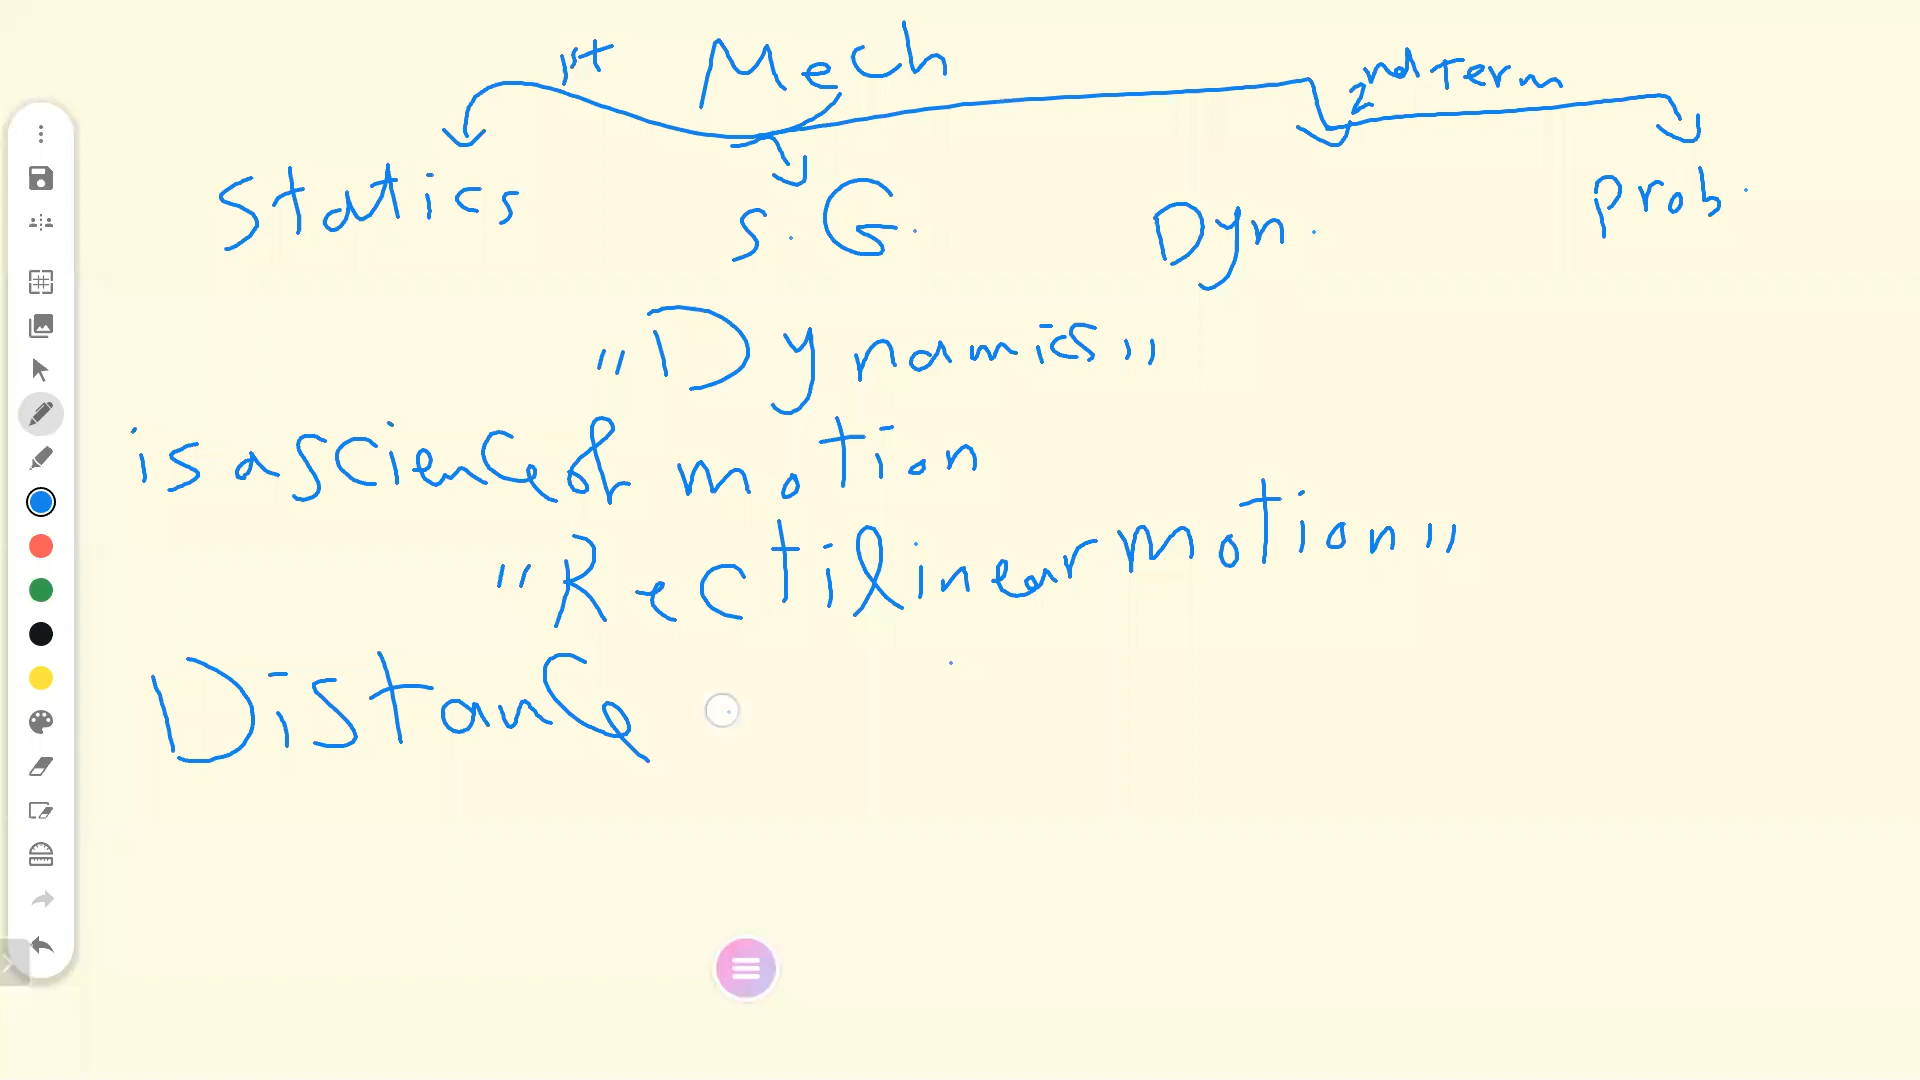 1st Mech 2nd Term
Statics S.G. Dyn. Prob.
"Dynamics"
is a science of motion
"Rectilinear motion"
Distance